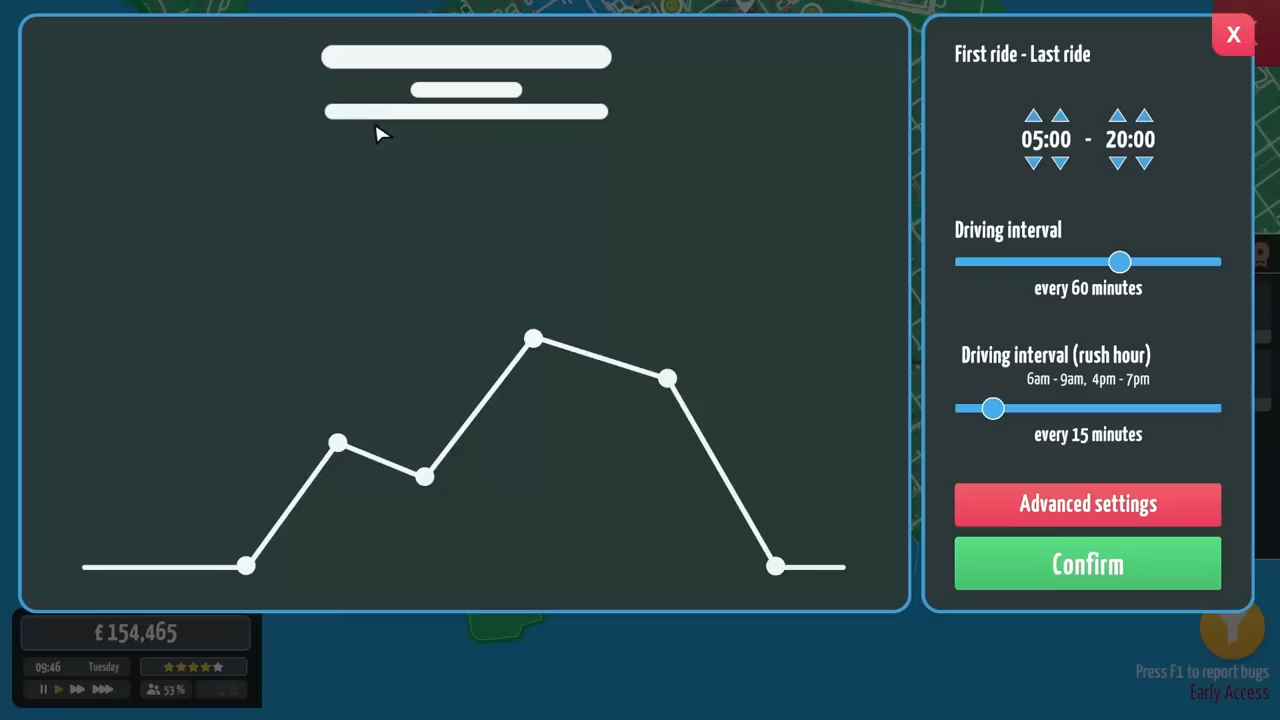 First ride - Last ride
X
05:00 - 20:00
Driving interval
every 60 minutes
Driving interval (rush hour)
6am - 9am, 4pm - 7pm
every 15 minutes
Advanced settings
Confirm
£ 154,465
09:46 Tuesday
53 %
Press F1 to report bugs
Early Access